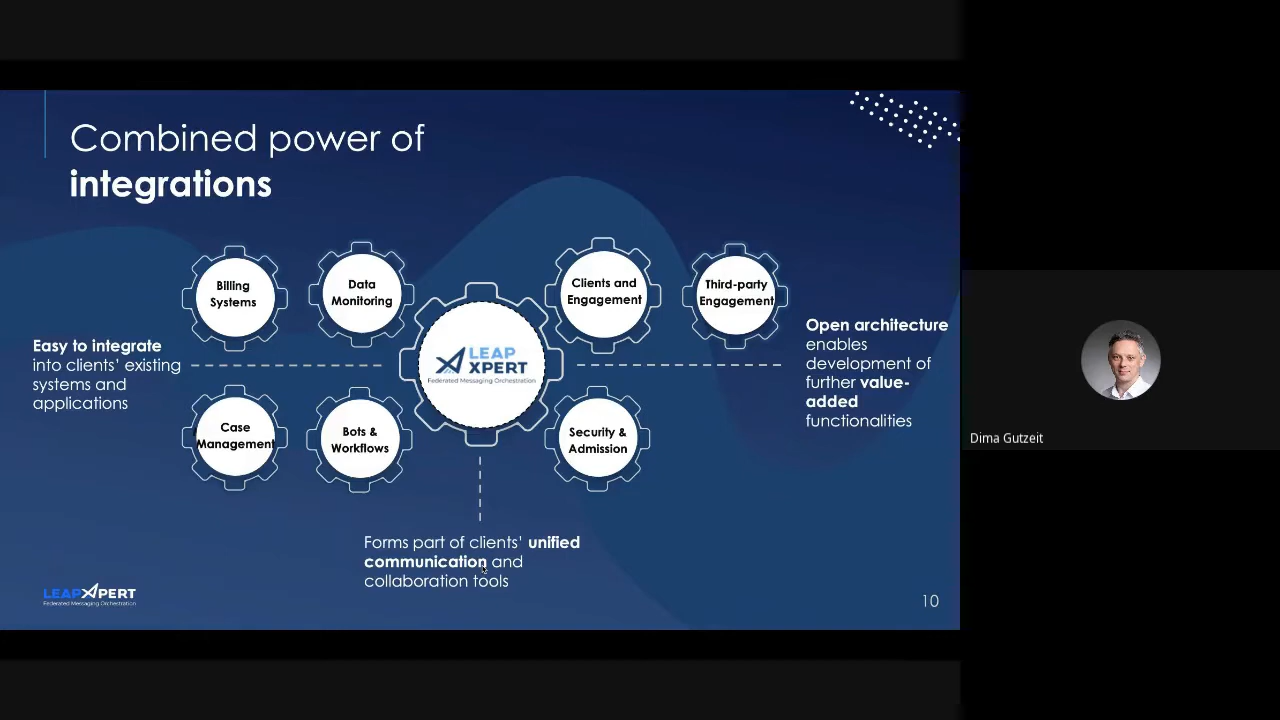 Combined power of
integrations
Billing
Systems
Data
Monitoring
Clients and
Engagement
Third-party
Engagement
Easy to integrate
into clients' existing
systems and
applications
LEAP
XPERT
Federated Messaging Orchestration
Open architecture
enables
development of
further value-
added
functionalities
Case
Management
Bots &
Workflows
Security &
Admission
Forms part of clients' unified
communication and
collaboration tools
LEAPXPERT
Federated Messaging Orchestration
10
Dima Gutzeit